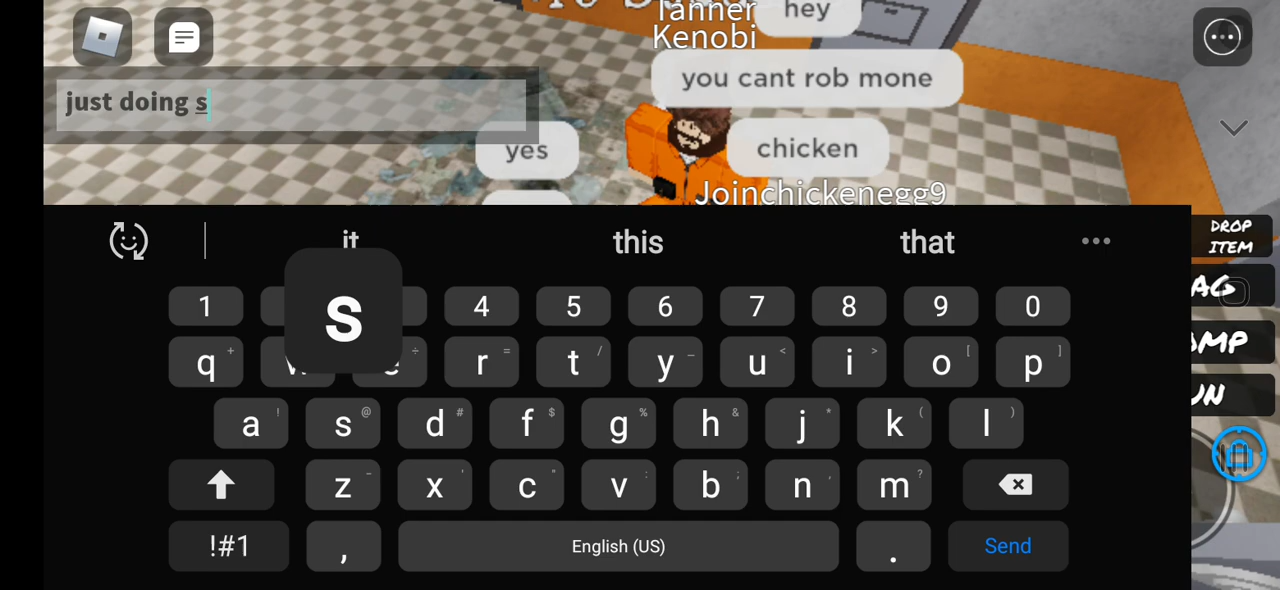 Tanner
hey
Kenobi
you cant rob mone
just doing s
yes
chicken
Joinchickenegg9
it
this
that
DROP
ITEM
s
1 4 5 6 7 8 9 0
q + ÷ r = t / y _ u < i > o [ p ]
a ! s @ d # f $ g % h & j * k ( l )
z - x ' c " v : b ; n , m ?
!#1 , English (US) . Send